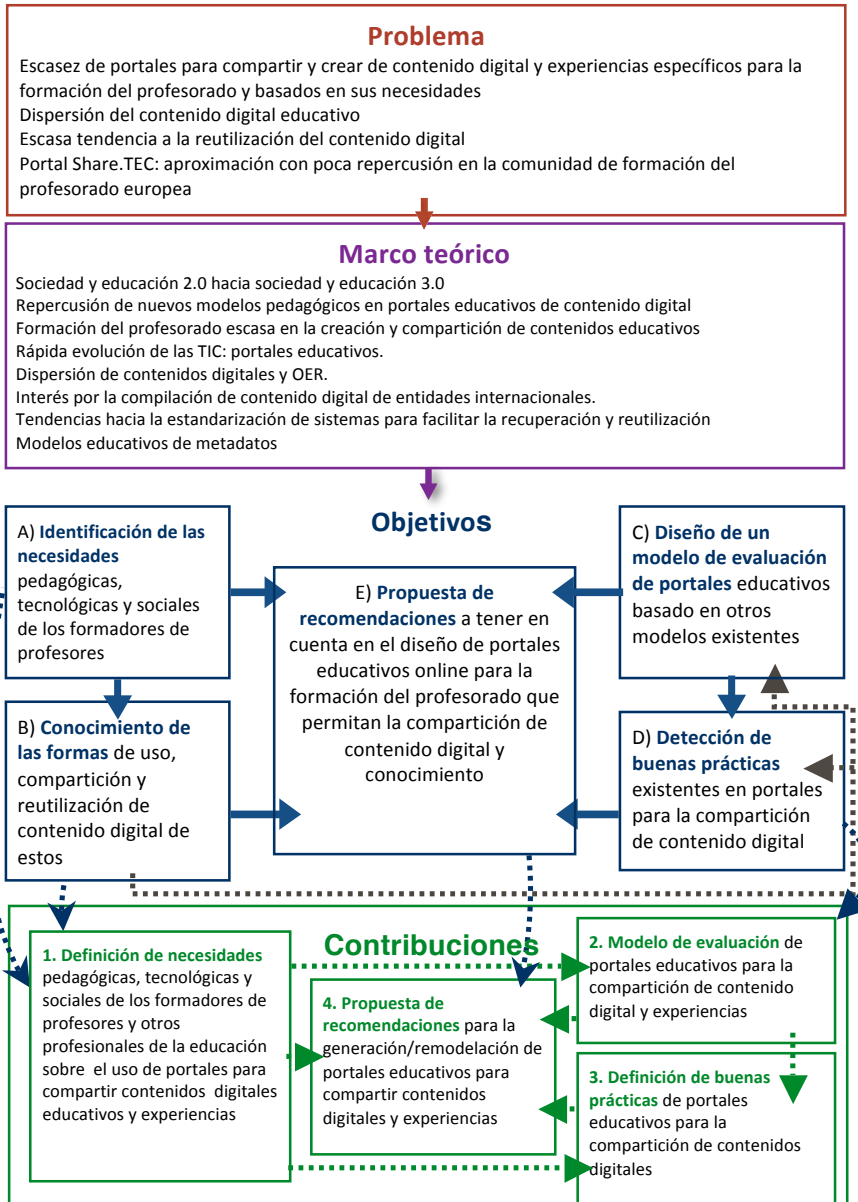 Problema
Escasez de portales para compartir y crear de contenido digital y experiencias específicos para la
formación del profesorado y basados en sus necesidades
Dispersión del contenido digital educativo
Escasa tendencia a la reutilización del contenido digital
Portal Share.TEC: aproximación con poca repercusión en la comunidad de formación del
profesorado europea
Marco teórico
Sociedad y educación 2.0 hacia sociedad y educación 3.0
Repercusión de nuevos modelos pedagógicos en portales educativos de contenido digital
Formación del profesorado escasa en la creación y compartición de contenidos educativos
Rápida evolución de las TIC: portales educativos.
Dispersión de contenidos digitales y OER.
Interés por la compilación de contenido digital de entidades internacionales.
Tendencias hacia la estandarización de sistemas para facilitar la recuperación y reutilización
Modelos educativos de metadatos
Objetivos
A) Identificación de las
necesidades
pedagógicas,
tecnológicas y sociales
de los formadores de
profesores
B) Conocimiento de
las formas de uso,
compartición y
reutilización de
contenido digital de
estos
E) Propuesta de
recomendaciones a tener en
cuenta en el diseño de portales
educativos online para la
formación del profesorado que
permitan la compartición de
contenido digital y
conocimiento
C) Diseño de un
modelo de evaluación
de portales educativos
basado en otros
modelos existentes
D) Detección de
buenas prácticas
existentes en portales
para la compartición
de contenido digital
Contribuciones
1. Definición de necesidades
pedagógicas, tecnológicas y
sociales de los formadores de
profesores y otros
profesionales de la educación
sobre el uso de portales para
compartir contenidos digitales
educativos y experiencias
4. Propuesta de
recomendaciones para la
generación/remodelación de
portales educativos para
compartir contenidos
digitales y experiencias
2. Modelo de evaluación de
portales educativos para la
compartición de contenido
digital y experiencias
3. Definición de buenas
prácticas de portales
educativos para la
compartición de contenidos
digitales